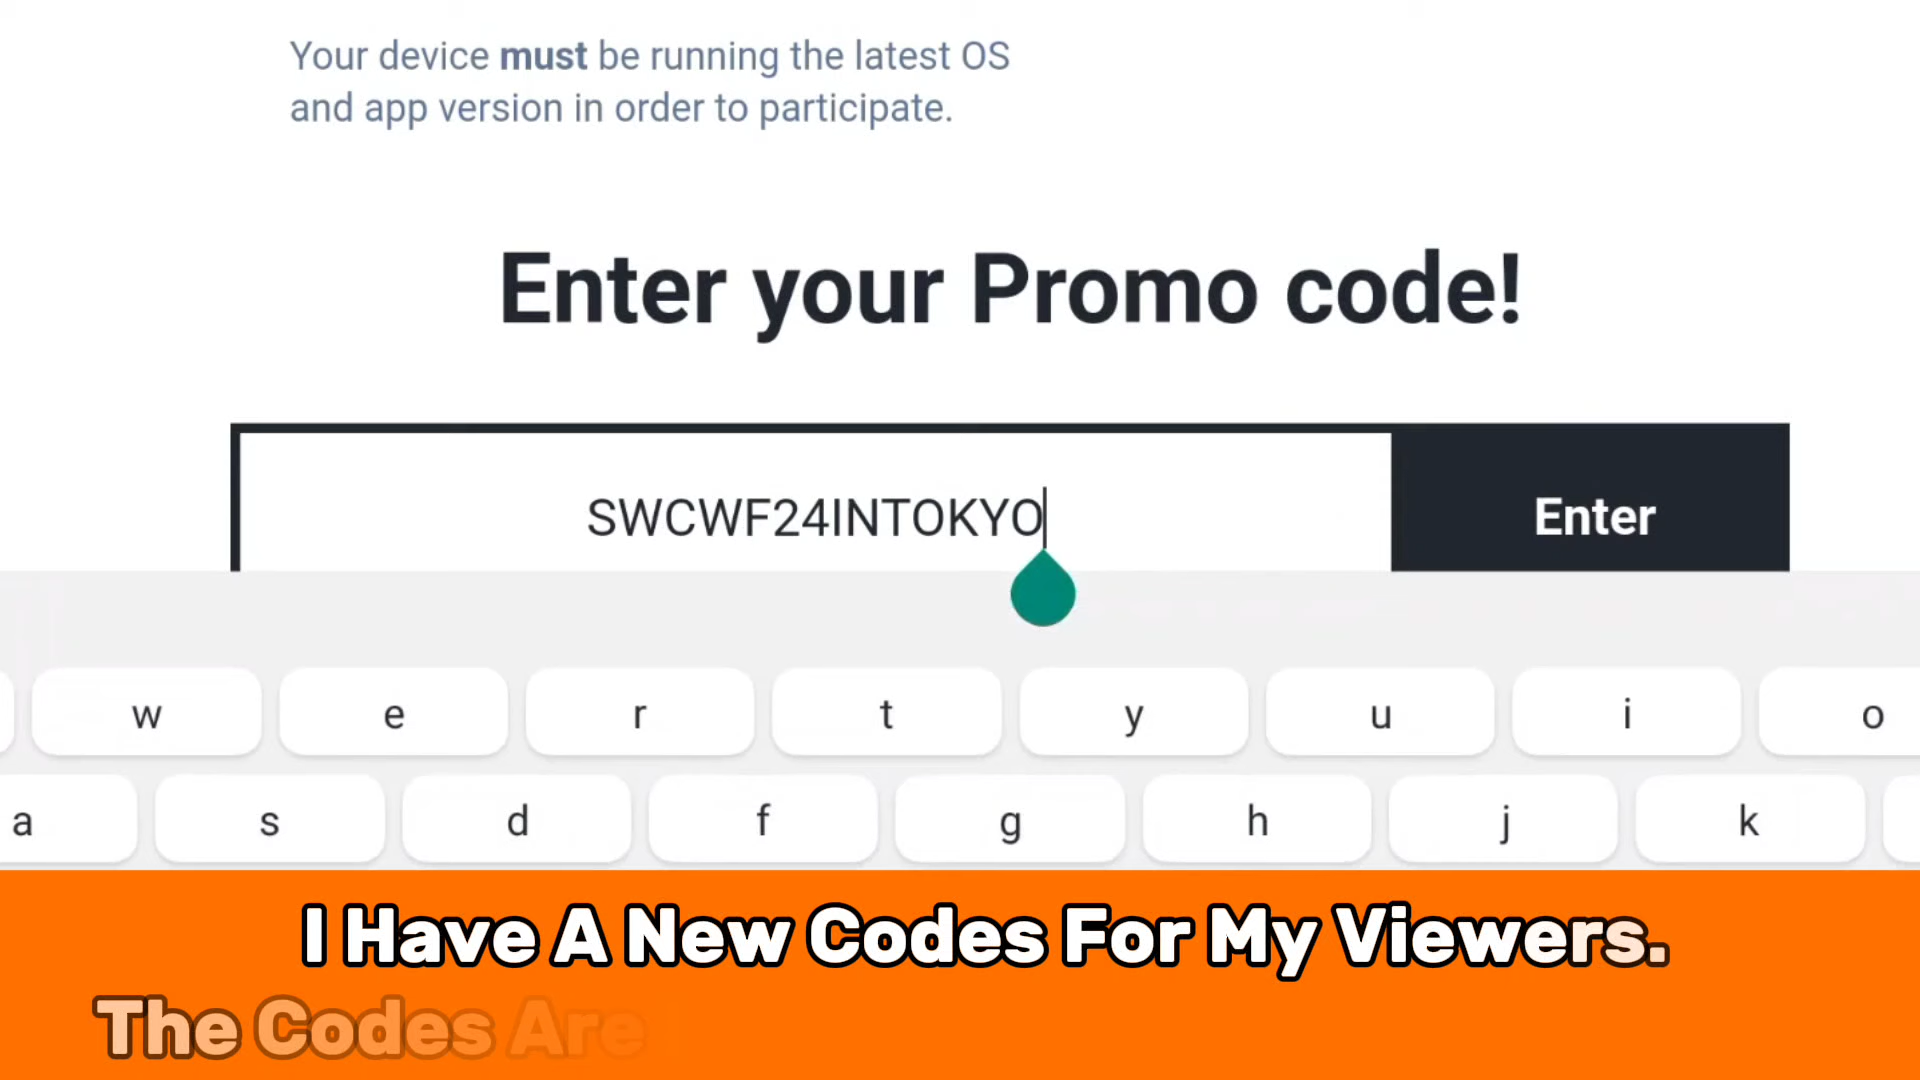 Your device must be running the latest OS
and app version in order to participate.
Enter your Promo code!
SWCWF24INTOKYO
Enter
w e r t y u i o
a s d f g h j k
I Have A New Codes For My Viewers.
The Codes Are